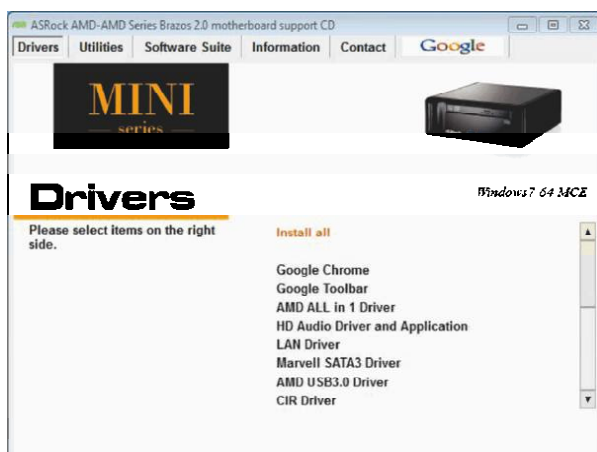 ASRock AMD-AMD Series Brazos 2.0 motherboard support CD
Drivers Utilities Software Suite Information Contact Google
MINI
series
Drivers
Windows7 64 MCE
Please select items on the right
side.
Install all
Google Chrome
Google Toolbar
AMD ALL in 1 Driver
HD Audio Driver and Application
LAN Driver
Marvell SATA3 Driver
AMD USB3.0 Driver
CIR Driver